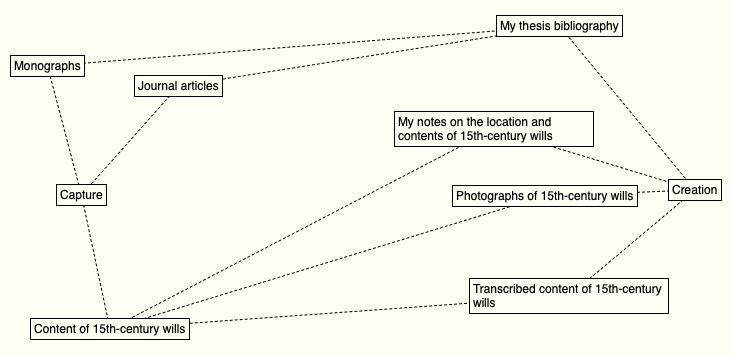 My thesis bibliography
Monographs
Journal articles
My notes on the location and
contents of 15th-century wills
Capture
Photographs of 15th-century wills
Creation
Transcribed content of 15th-century
wills
Content of 15th-century wills